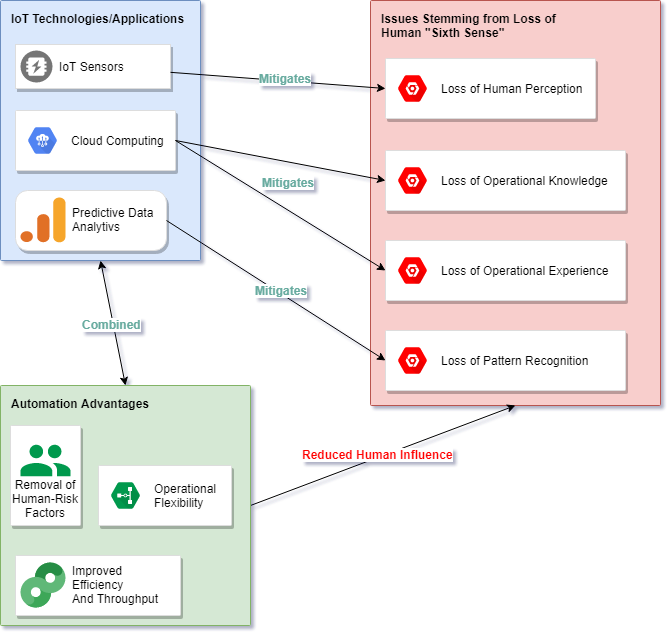 IoT Technologies/Applications
IoT Sensors
Cloud Computing
Predictive Data
Analytivs
Mitigates
Mitigates
Mitigates
Issues Stemming from Loss of
Human "Sixth Sense"
Loss of Human Perception
Loss of Operational Knowledge
Loss of Operational Experience
Loss of Pattern Recognition
Combined
Reduced Human Influence
Automation Advantages
Removal of
Human-Risk
Factors
Operational
Flexibility
Improved
Efficiency
And Throughput